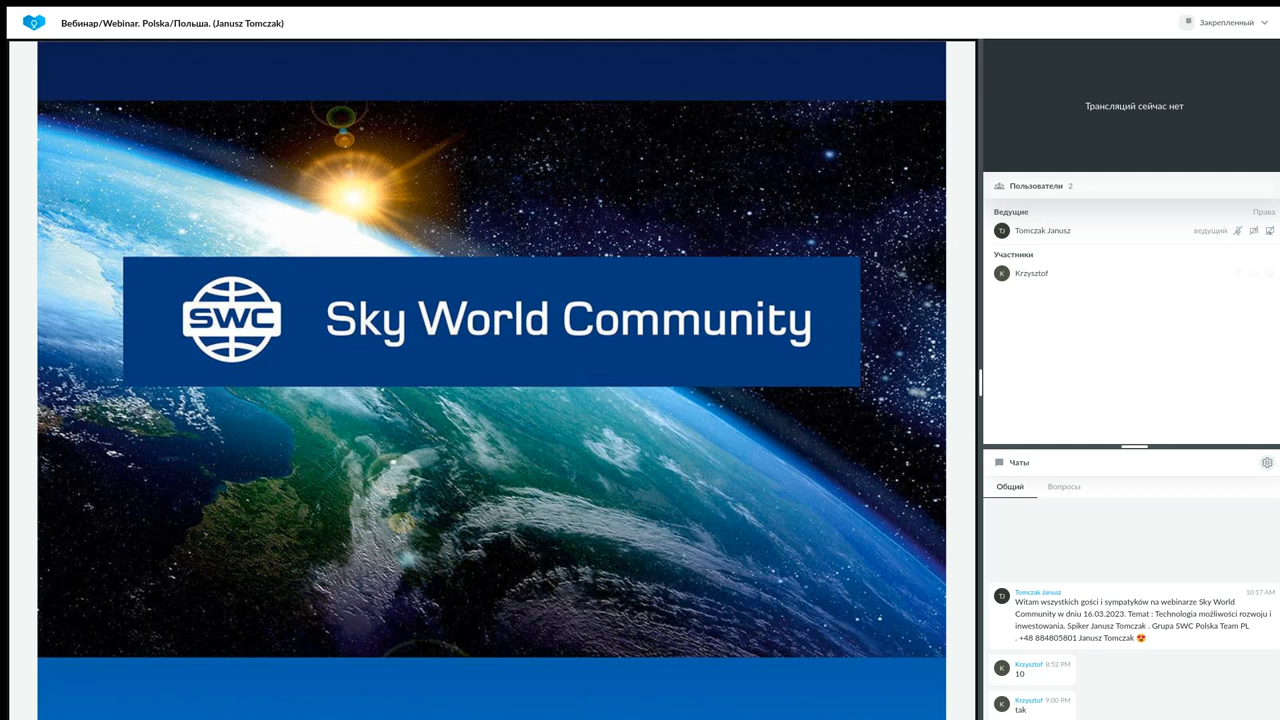 Вебинар/Webinar. Polska/Польша. (Janusz Tomczak)
Закрепленный
SWC
Sky World Community
Трансляций сейчас нет
Пользователи 2
Ведущие Права
TJ Tomczak Janusz ведущий
Участники
K Krzysztof
Чаты
Общий Вопросы
Tomczak Janusz 10:17 AM
TJ
Witam wszystkich gości i sympatyków na webinarze Sky World
Community w dniu 16.03.2023. Temat : Technologia możliwości rozwoju i
inwestowania. Spiker Janusz Tomczak . Grupa SWC Polska Team PL
. +48 884805801 Janusz Tomczak 😍
Krzysztof 8:52 PM
K
10
Krzysztof 9:00 PM
K
tak